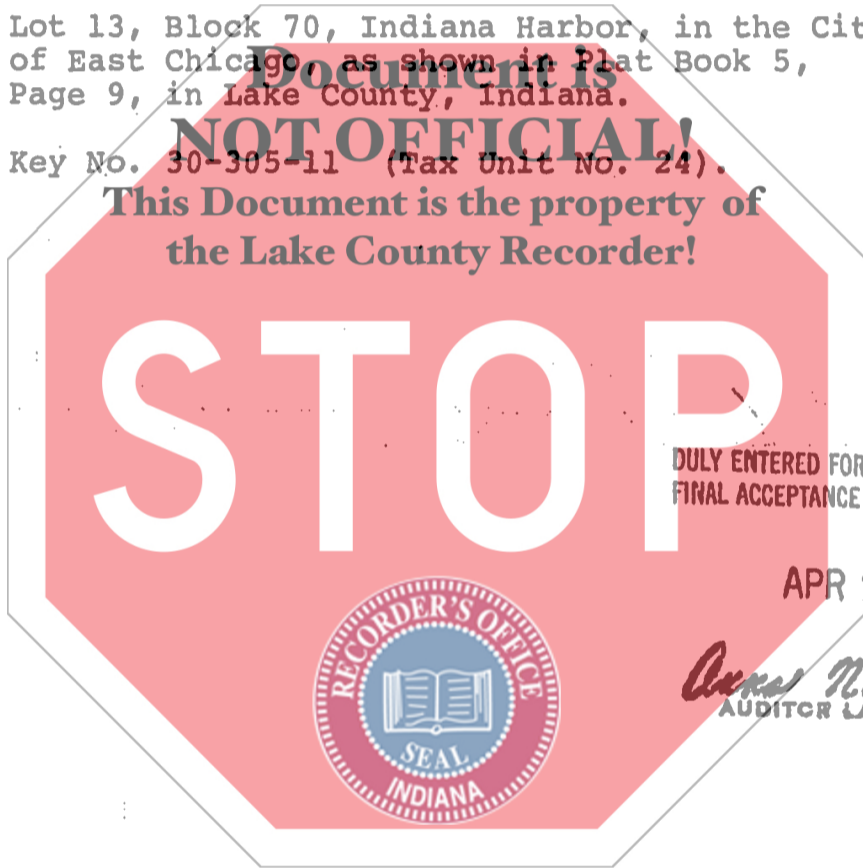 Lot 13, Block 70, Indiana Harbor, in the Cit
of East Chicago, as shown in Plat Book 5,
Document is
Page 9, in Lake County, Indiana.
NOT OFFICIAL!
Key No. 30-305-11 (Tax Unit No. 24).
This Document is the property of
the Lake County Recorder!
STOP
DULY ENTERED FOR
FINAL ACCEPTANCE
APR
AUDITOR LA
RECORDER'S OFFICE
SEAL
INDIANA